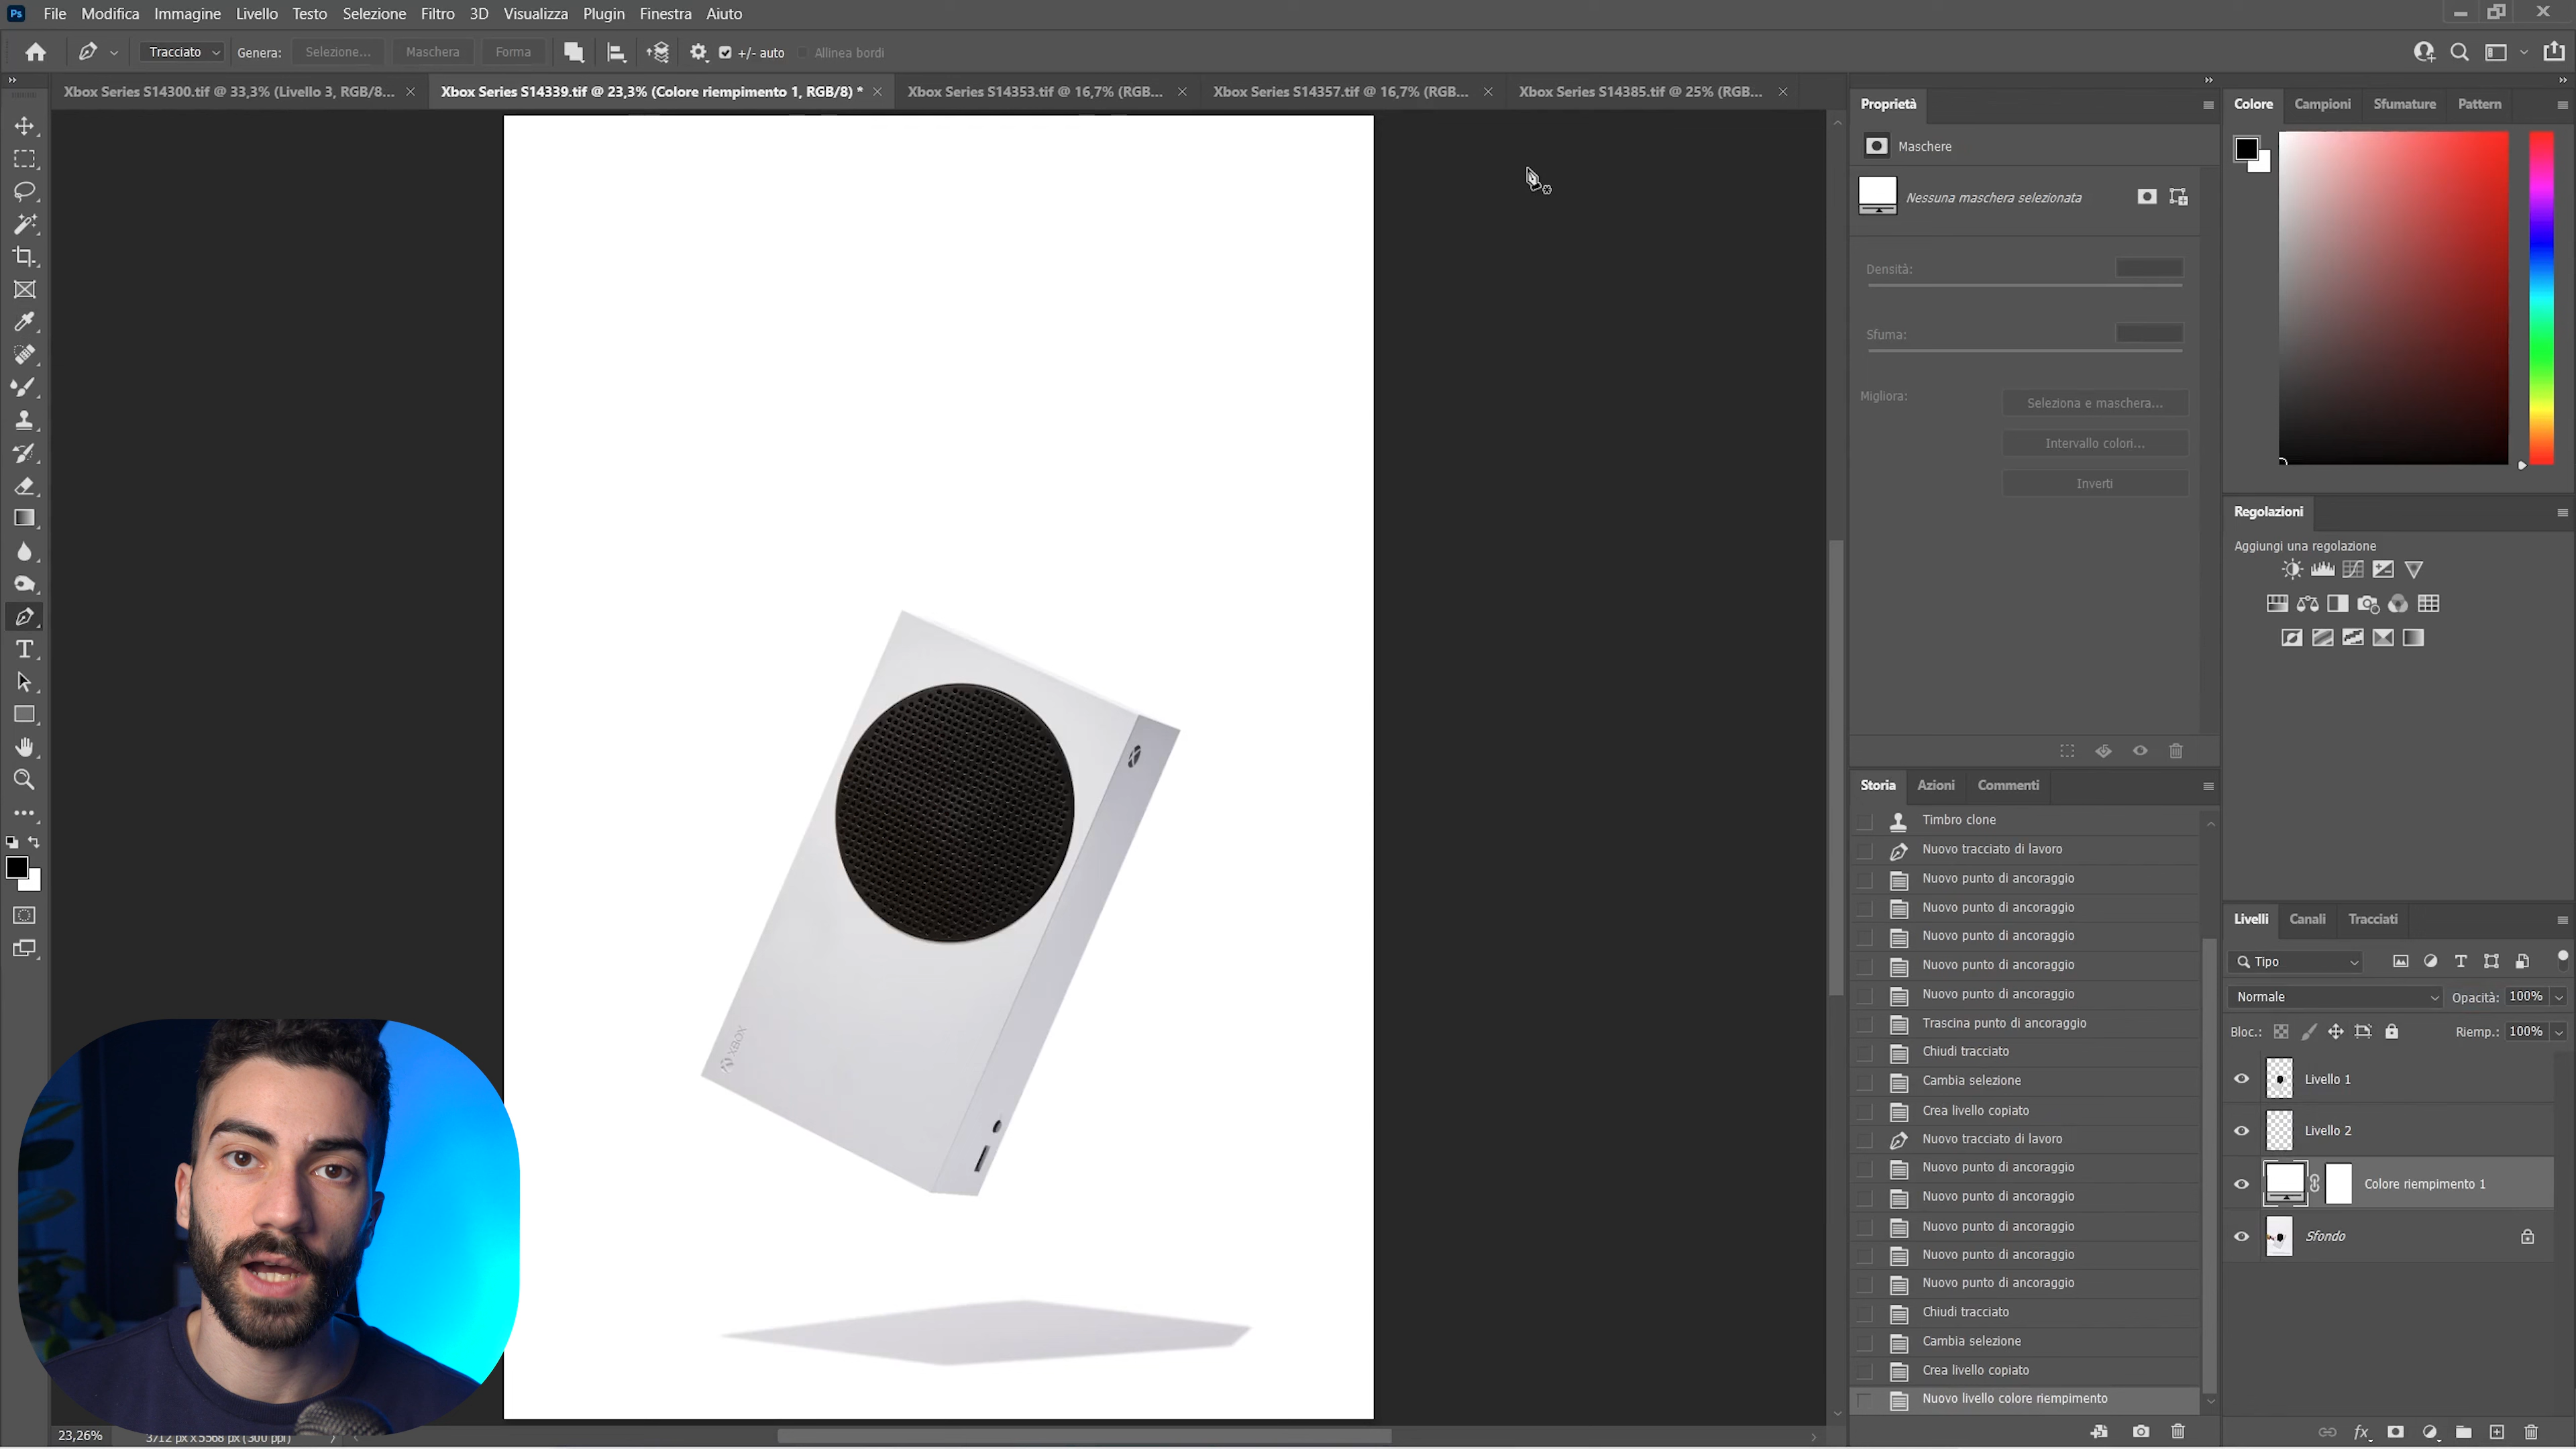 Ps File Modifica Immagine Livello Testo Selezione Filtro 3D Visualizza Plugin Finestra Aiuto
Tracciato Genera: Selezione... Maschera Forma +/- auto Allinea bordi
Xbox Series S14300.tif @ 33,3% (Livello 3, RGB/8... Xbox Series S14339.tif @ 23,3% (Colore riempimento 1, RGB/8) * Xbox Series S14353.tif @ 16,7% (RGB... Xbox Series S14357.tif @ 16,7% (RGB... Xbox Series S14385.tif @ 25% (RGB...
Proprietà
Maschere
Nessuna maschera selezionata
Densità:
Sfuma:
Migliora:
Seleziona e maschera...
Intervallo colori...
Inverti
Colore Campioni Sfumature Pattern
Regolazioni
Aggiungi una regolazione
XBOX
Storia Azioni Commenti
Timbro clone
Nuovo tracciato di lavoro
Nuovo punto di ancoraggio
Nuovo punto di ancoraggio
Nuovo punto di ancoraggio
Nuovo punto di ancoraggio
Nuovo punto di ancoraggio
Trascina punto di ancoraggio
Chiudi tracciato
Cambia selezione
Crea livello copiato
Nuovo tracciato di lavoro
Nuovo punto di ancoraggio
Nuovo punto di ancoraggio
Nuovo punto di ancoraggio
Nuovo punto di ancoraggio
Nuovo punto di ancoraggio
Chiudi tracciato
Cambia selezione
Crea livello copiato
Nuovo livello colore riempimento
Livelli Canali Tracciati
Tipo
Normale Opacità: 100%
Bloc.: Riemp.: 100%
Livello 1
Livello 2
Colore riempimento 1
Sfondo
fx
23,26% 3712 px x 5568 px (300 ppi)